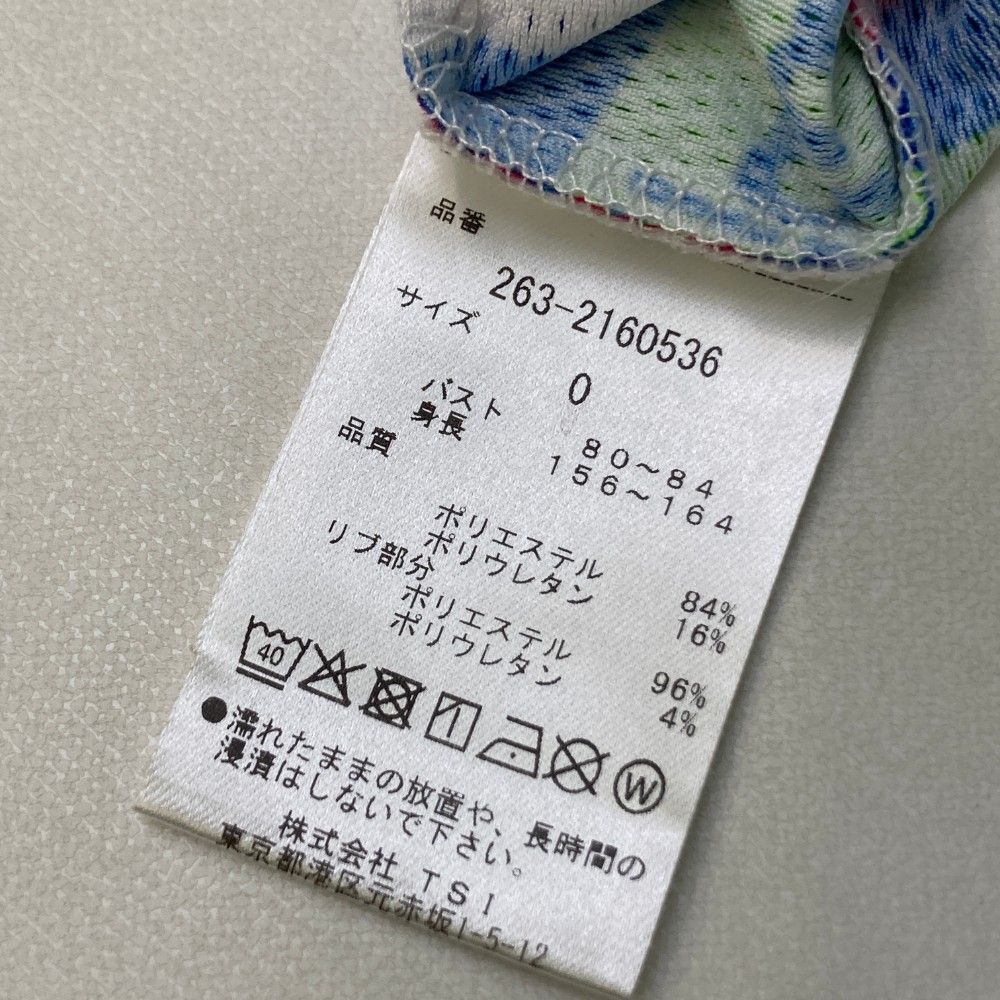 品番
263-2160536
サイズ
0
バスト 80～84
身長 156～164
品質
ポリエステル 84%
ポリウレタン 16%
リブ部分
ポリエステル 96%
ポリウレタン 4%
40
W
●濡れたままの放置や、長時間の
浸漬はしないで下さい。
株式会社 TSI
東京都港区元赤坂1-5-12